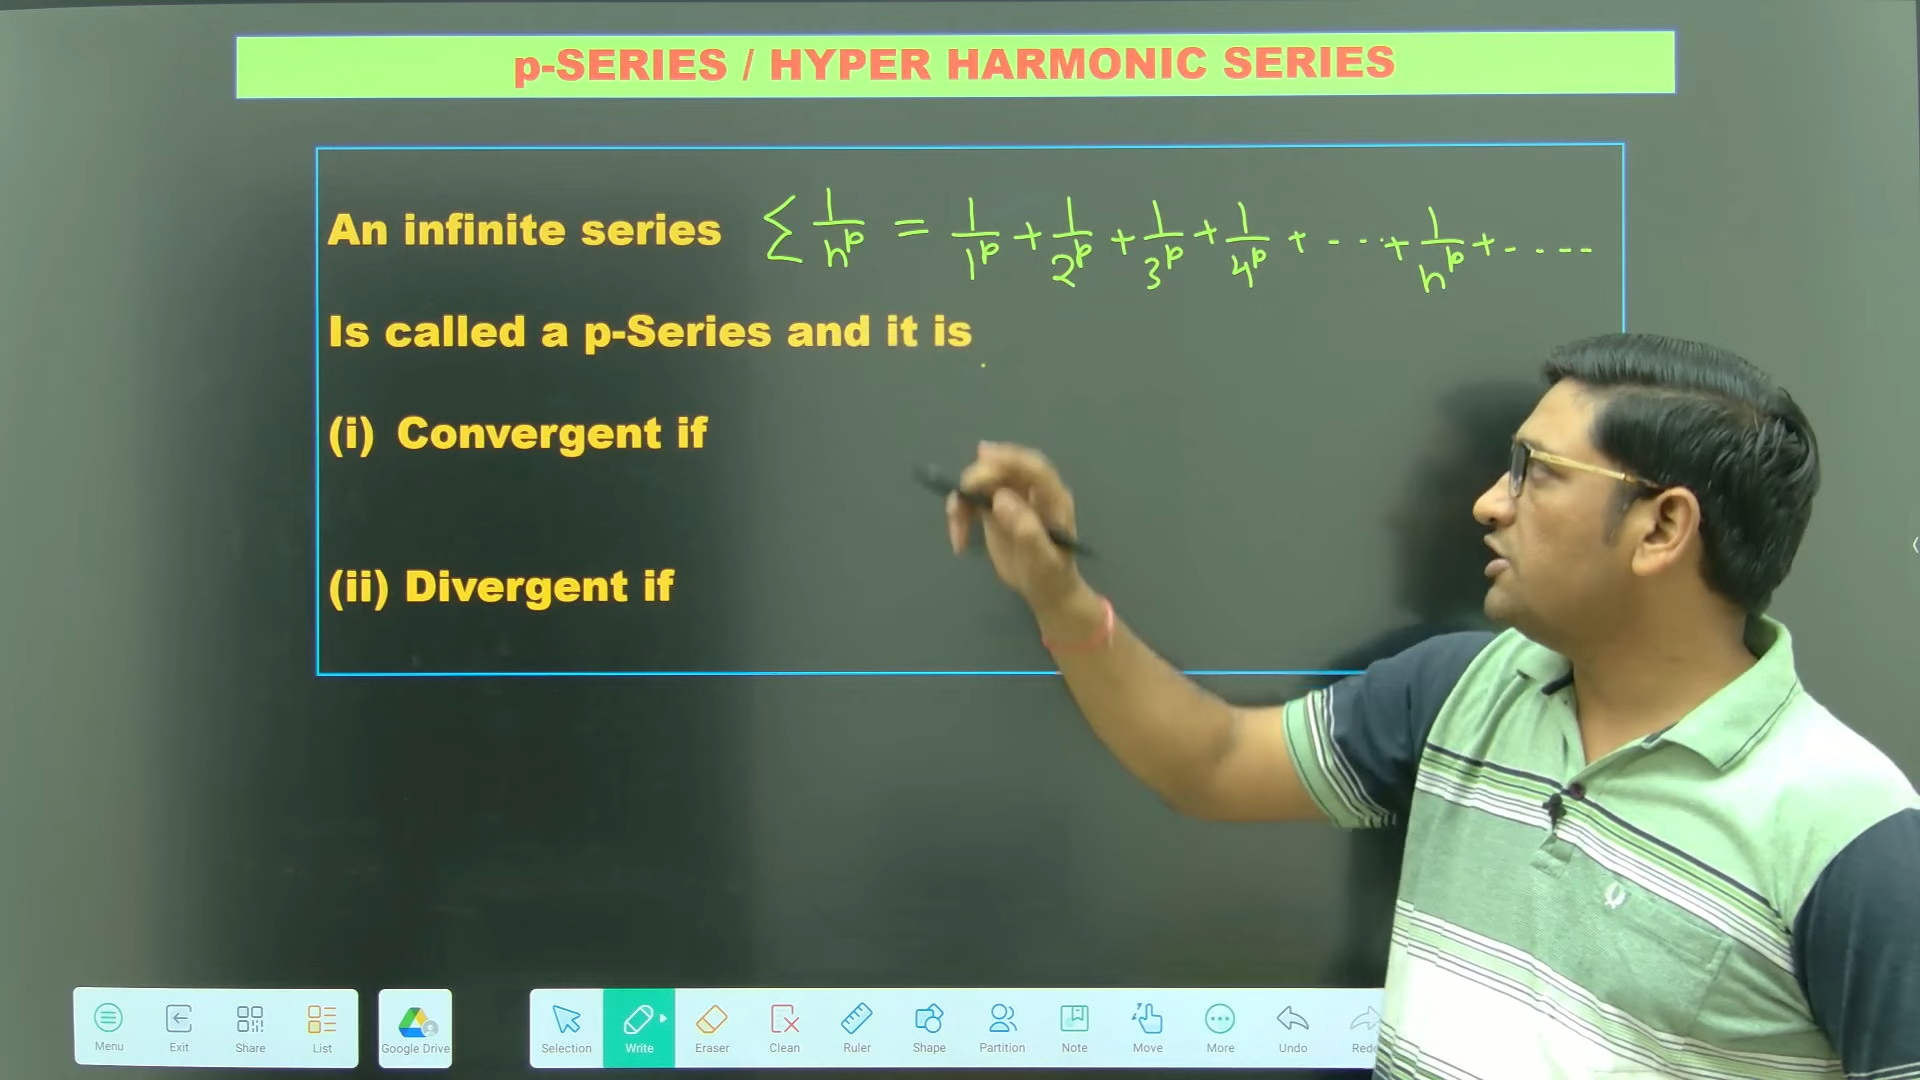 p-SERIES / HYPER HARMONIC SERIES
An infinite series ∑ 1/n^p = 1/1^p + 1/2^p + 1/3^p + 1/4^p + ----- + 1/n^p + -----
Is called a p-Series and it is
(i) Convergent if
(ii) Divergent if
Menu Exit Share List Google Drive Selection Write Eraser Clean Ruler Shape Partition Note Move More Undo Redo